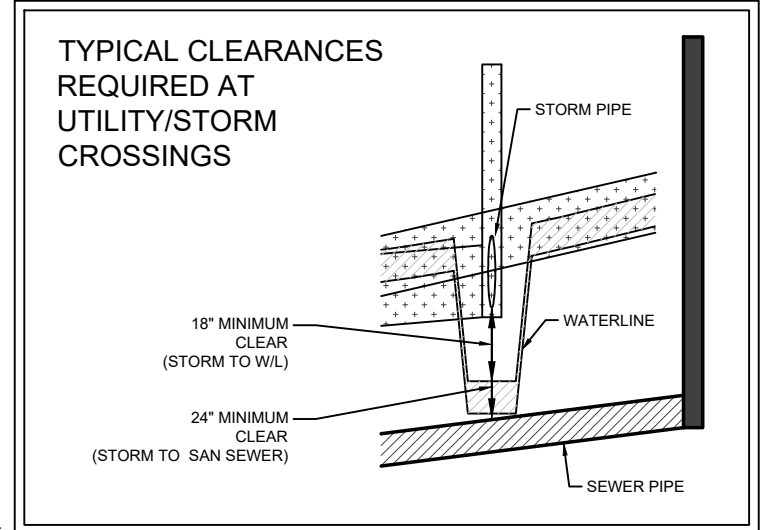 TYPICAL CLEARANCES
REQUIRED AT
UTILITY/STORM
CROSSINGS
STORM PIPE
18" MINIMUM
CLEAR
(STORM TO W/L)
WATERLINE
24" MINIMUM
CLEAR
(STORM TO SAN SEWER)
SEWER PIPE